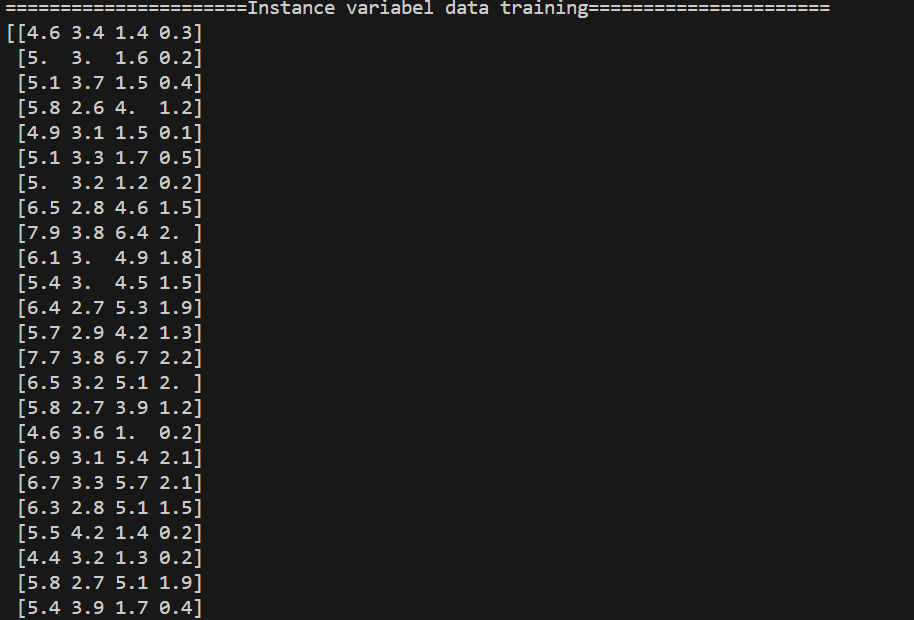 ======================Instance variabel data training======================
[[4.6 3.4 1.4 0.3]
 [5.  3.  1.6 0.2]
 [5.1 3.7 1.5 0.4]
 [5.8 2.6 4.  1.2]
 [4.9 3.1 1.5 0.1]
 [5.1 3.3 1.7 0.5]
 [5.  3.2 1.2 0.2]
 [6.5 2.8 4.6 1.5]
 [7.9 3.8 6.4 2. ]
 [6.1 3.  4.9 1.8]
 [5.4 3.  4.5 1.5]
 [6.4 2.7 5.3 1.9]
 [5.7 2.9 4.2 1.3]
 [7.7 3.8 6.7 2.2]
 [6.5 3.2 5.1 2. ]
 [5.8 2.7 3.9 1.2]
 [4.6 3.6 1.  0.2]
 [6.9 3.1 5.4 2.1]
 [6.7 3.3 5.7 2.1]
 [6.3 2.8 5.1 1.5]
 [5.5 4.2 1.4 0.2]
 [4.4 3.2 1.3 0.2]
 [5.8 2.7 5.1 1.9]
 [5.4 3.9 1.7 0.4]